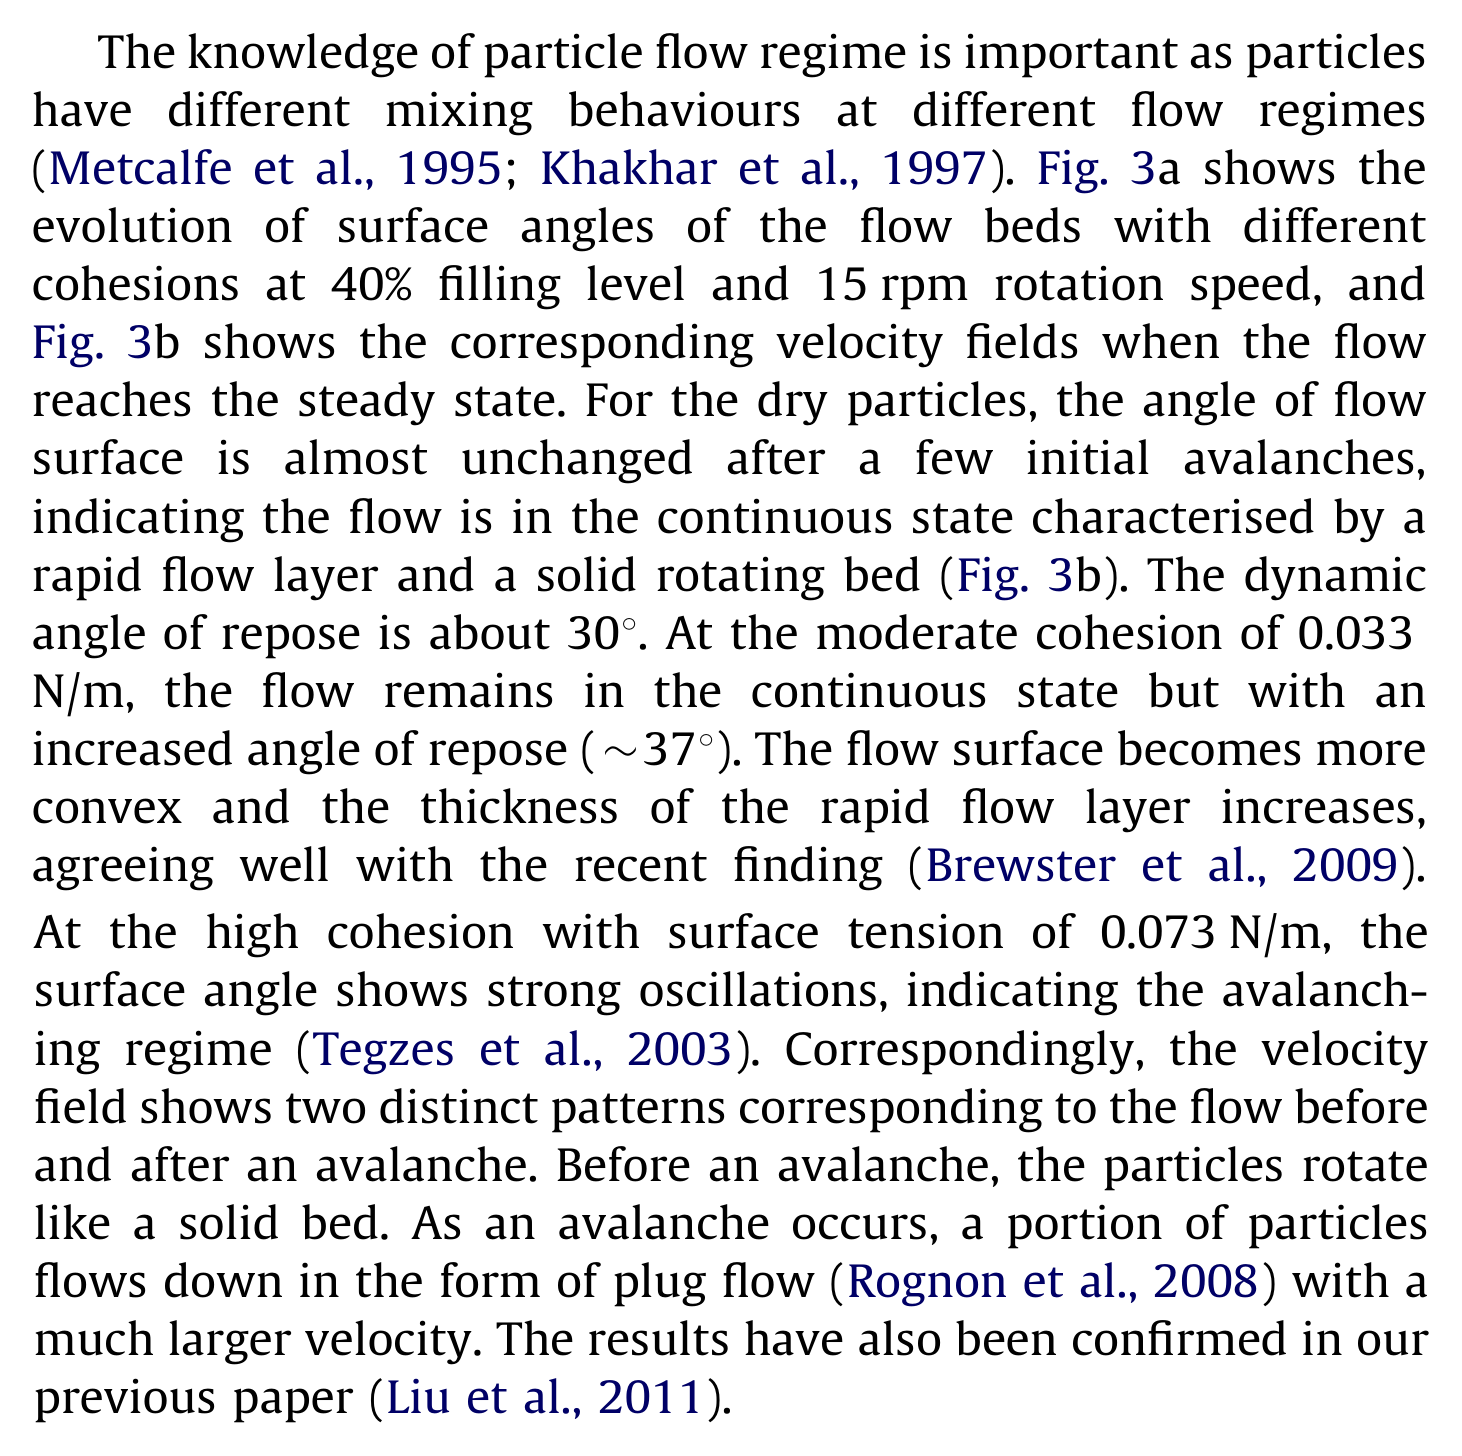 The knowledge of particle flow regime is important as particles
have different mixing behaviours at different flow regimes
(Metcalfe et al., 1995; Khakhar et al., 1997). Fig. 3a shows the
evolution of surface angles of the flow beds with different
cohesions at 40% filling level and 15 rpm rotation speed, and
Fig. 3b shows the corresponding velocity fields when the flow
reaches the steady state. For the dry particles, the angle of flow
surface is almost unchanged after a few initial avalanches,
indicating the flow is in the continuous state characterised by a
rapid flow layer and a solid rotating bed (Fig. 3b). The dynamic
angle of repose is about 30°. At the moderate cohesion of 0.033
N/m, the flow remains in the continuous state but with an
increased angle of repose (~37°). The flow surface becomes more
convex and the thickness of the rapid flow layer increases,
agreeing well with the recent finding (Brewster et al., 2009).
At the high cohesion with surface tension of 0.073 N/m, the
surface angle shows strong oscillations, indicating the avalanch-
ing regime (Tegzes et al., 2003). Correspondingly, the velocity
field shows two distinct patterns corresponding to the flow before
and after an avalanche. Before an avalanche, the particles rotate
like a solid bed. As an avalanche occurs, a portion of particles
flows down in the form of plug flow (Rognon et al., 2008) with a
much larger velocity. The results have also been confirmed in our
previous paper (Liu et al., 2011).